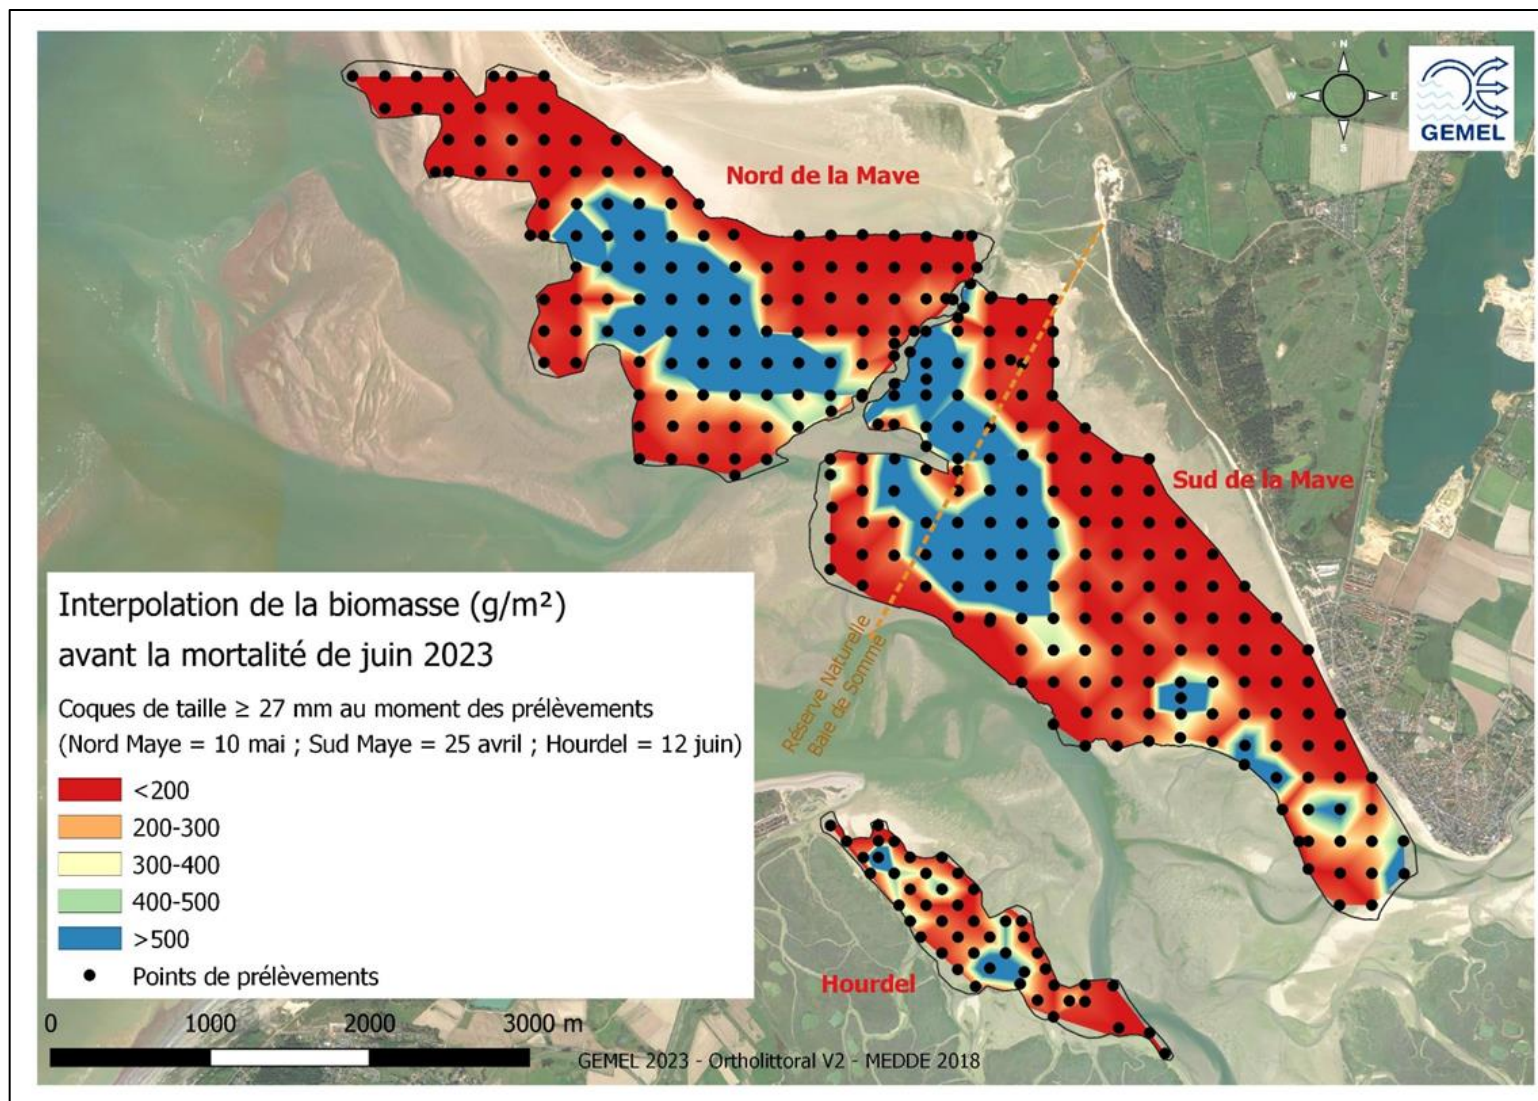 N
W
E
S
GEMEL
Nord de la Maye
Sud de la Maye
Réserve Naturelle
Baie de Somme
Interpolation de la biomasse (g/m²)
avant la mortalité de juin 2023
Coques de taille ≥ 27 mm au moment des prélèvements
(Nord Maye = 10 mai ; Sud Maye = 25 avril ; Hourdel = 12 juin)
<200
200-300
300-400
400-500
>500
Points de prélèvements
Hourdel
0 1000 2000 3000 m
GEMEL 2023 - Ortholittoral V2 - MEDDE 2018